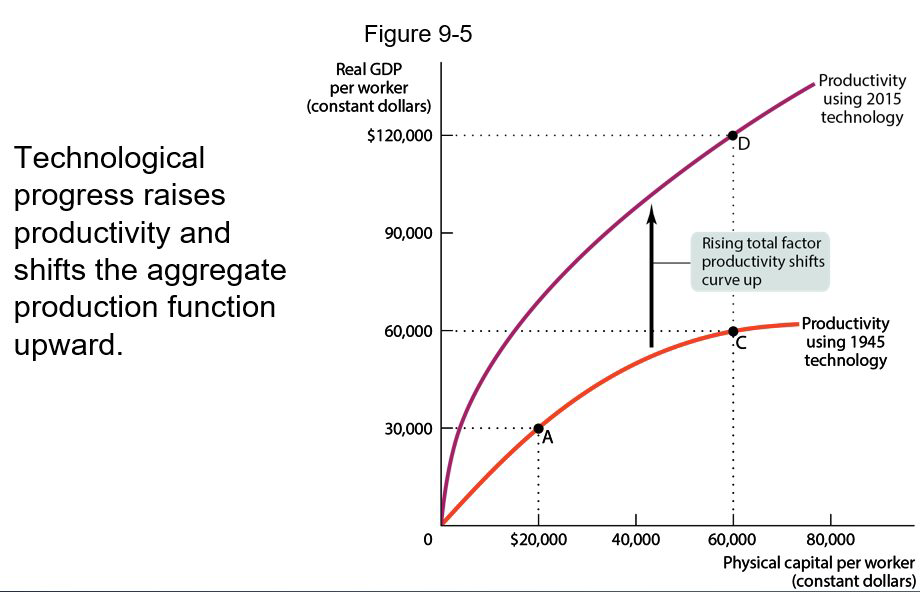 Figure 9-5
Technological
progress raises
productivity and
shifts the aggregate
production function
upward.
Real GDP
per worker
(constant dollars)
$120,000
90,000
60,000
30,000
0
$20,000
40,000
60,000
80,000
Physical capital per worker
(constant dollars)
Productivity
using 2015
technology
D
Rising total factor
productivity shifts
curve up
Productivity
using 1945
technology
C
A